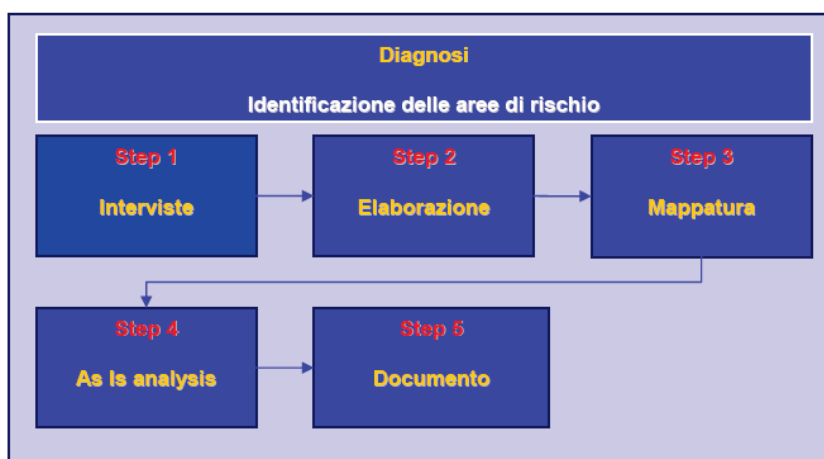 Diagnosi
Identificazione delle aree di rischio
Step 1
Interviste
Step 2
Elaborazione
Step 3
Mappatura
Step 4
As Is analysis
Step 5
Documento